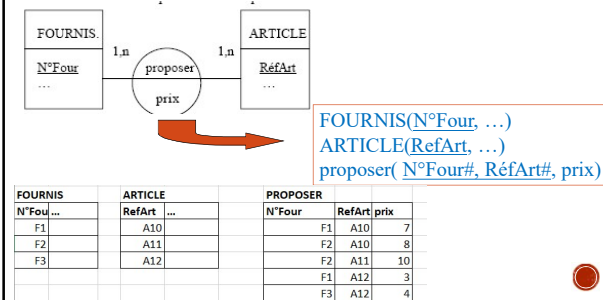 FOURNIS.
ARTICLE
1,n
1,n
N°Four
proposer
RéfArt
...
...
prix
FOURNIS(N°Four, …)
ARTICLE(RefArt, …)
proposer( N°Four#, RéfArt#, prix)
FOURNIS ARTICLE PROPOSER
N°Fou ... RefArt ... N°Four RefArt prix
F1 A10 F1 A10 7
F2 A11 F2 A10 8
F3 A12 F2 A11 10
F1 A12 3
F3 A12 4